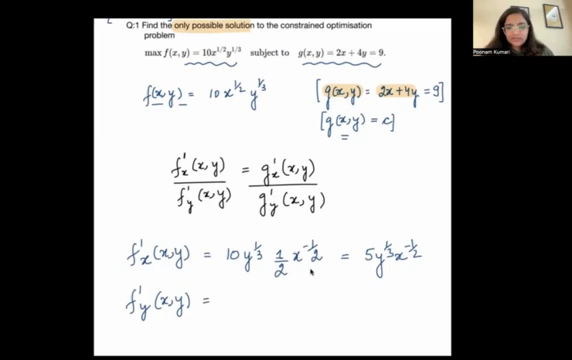 Q:1 Find the only possible solution to the constrained optimisation
problem
max f(x, y) = 10x^{1/2}y^{1/3} subject to g(x, y) = 2x + 4y = 9.
f(x,y) = 10 x^{1/2} y^{1/3}
[g(x,y) = 2x+4y = 9]
[g(x,y) = c]
f'_x(x,y) / f'_y(x,y) = g'_x(x,y) / g'_y(x,y)
f'_x(x,y) = 10y^{1/3} 1/2 x^{-1/2} = 5y^{1/3}x^{-1/2}
f'_y(x,y) =
Poonam Kumari